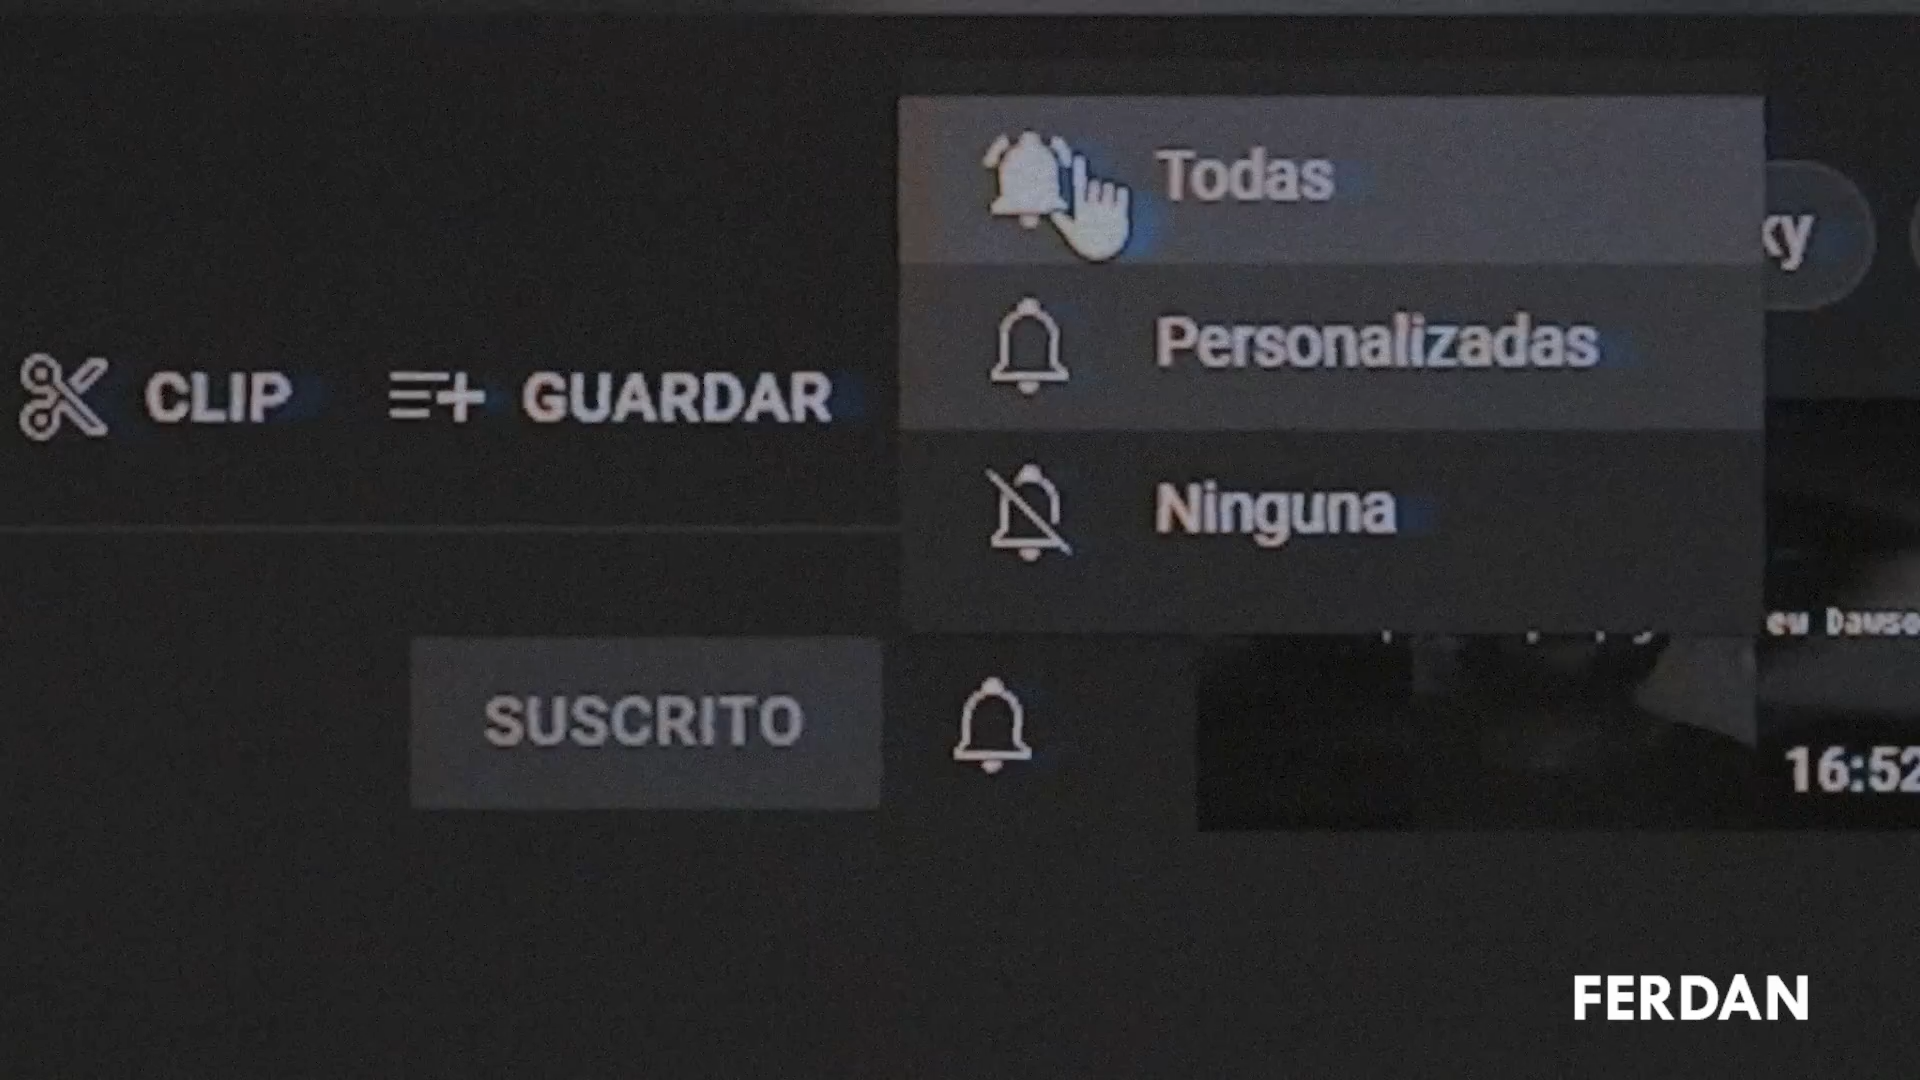 Todas
Personalizadas
Ninguna
CLIP
GUARDAR
SUSCRITO
16:52
FERDAN